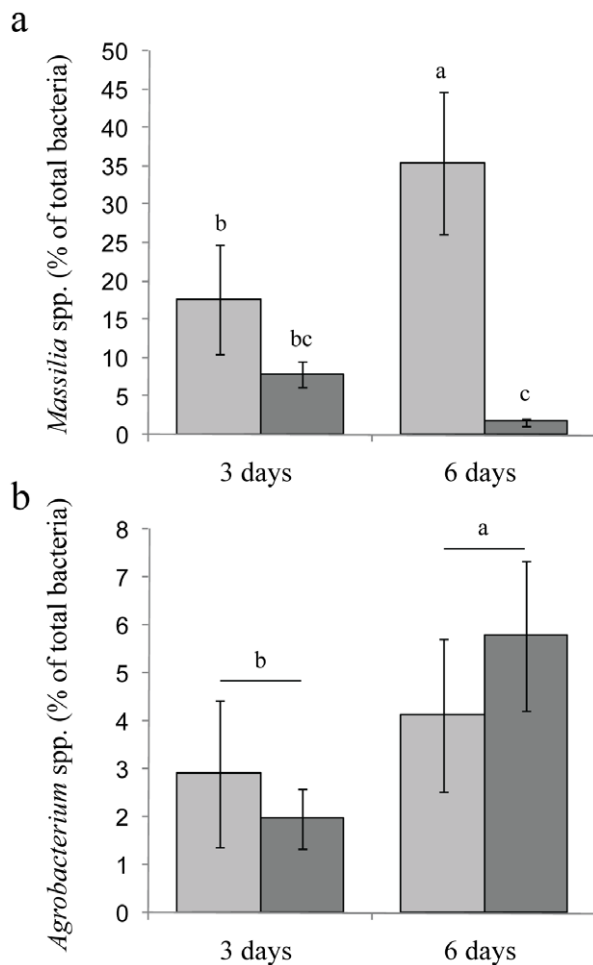 a
Massilia spp. (% of total bacteria)
50
45
40
35
30
25
20
15
10
5
0
b
bc
a
c
3 days
6 days
b
Agrobacterium spp. (% of total bacteria)
8
7
6
5
4
3
2
1
0
b
a
3 days
6 days